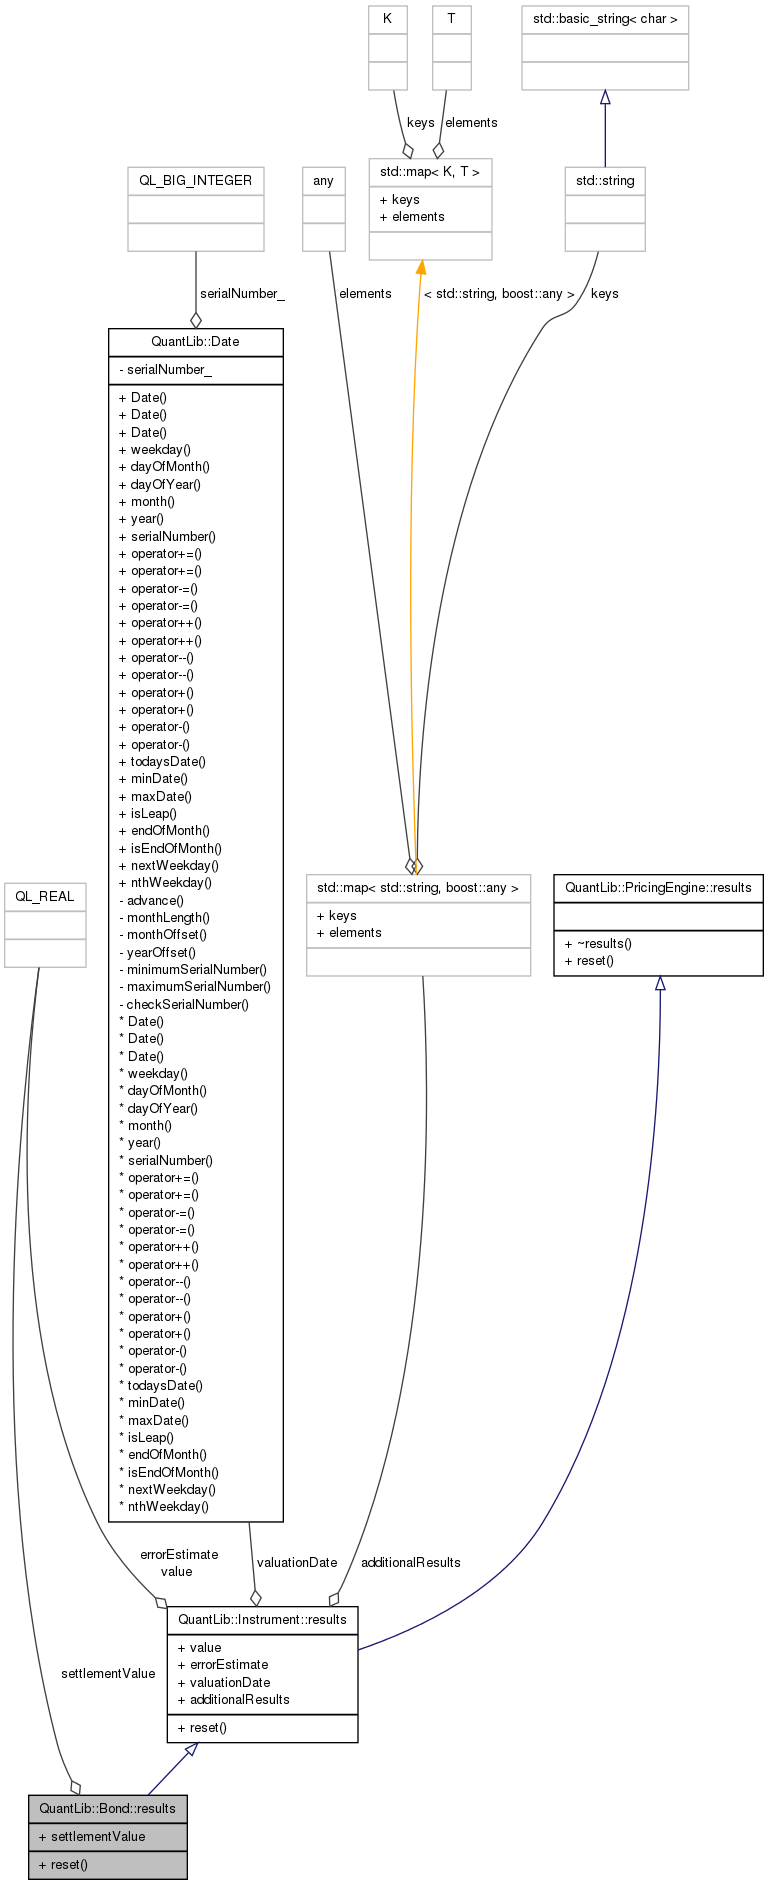 K
T
std::basic_string< char >
keys
elements
std::map< K, T >
+ keys
+ elements
QL_BIG_INTEGER
any
std::string
serialNumber_
elements
< std::string, boost::any >
keys
QuantLib::Date
- serialNumber_
+ Date()
+ Date()
+ Date()
+ weekday()
+ dayOfMonth()
+ dayOfYear()
+ month()
+ year()
+ serialNumber()
+ operator+=()
+ operator+=()
+ operator-=()
+ operator-=()
+ operator++()
+ operator++()
+ operator--()
+ operator--()
+ operator+()
+ operator+()
+ operator-()
+ operator-()
+ todaysDate()
+ minDate()
+ maxDate()
+ isLeap()
+ endOfMonth()
+ isEndOfMonth()
+ nextWeekday()
+ nthWeekday()
- advance()
- monthLength()
- monthOffset()
- yearOffset()
- minimumSerialNumber()
- maximumSerialNumber()
- checkSerialNumber()
* Date()
* Date()
* Date()
* weekday()
* dayOfMonth()
* dayOfYear()
* month()
* year()
* serialNumber()
* operator+=()
* operator+=()
* operator-=()
* operator-=()
* operator++()
* operator++()
* operator--()
* operator--()
* operator+()
* operator+()
* operator-()
* operator-()
* todaysDate()
* minDate()
* maxDate()
* isLeap()
* endOfMonth()
* isEndOfMonth()
* nextWeekday()
* nthWeekday()
QL_REAL
std::map< std::string, boost::any >
+ keys
+ elements
QuantLib::PricingEngine::results
+ ~results()
+ reset()
errorEstimate
value
valuationDate
additionalResults
QuantLib::Instrument::results
+ value
+ errorEstimate
+ valuationDate
+ additionalResults
+ reset()
settlementValue
QuantLib::Bond::results
+ settlementValue
+ reset()